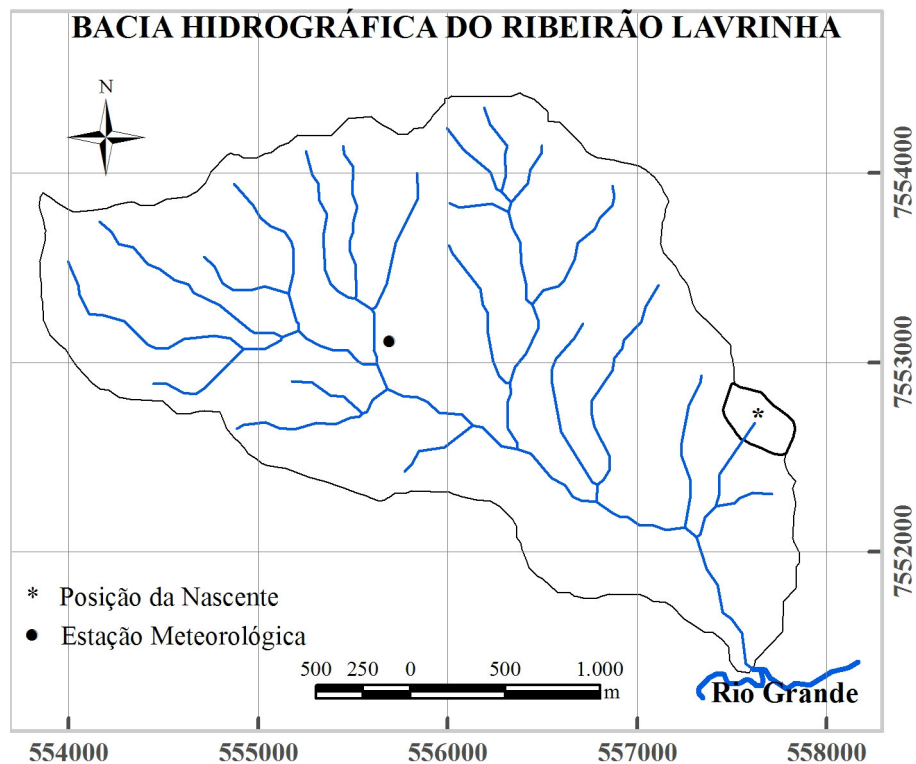 BACIA HIDROGRÁFICA DO RIBEIRÃO LAVRINHA
N
7554000
7553000
7552000
* Posição da Nascente
● Estação Meteorológica
500 250 0 500 1.000
m
Rio Grande
554000 555000 556000 557000 558000